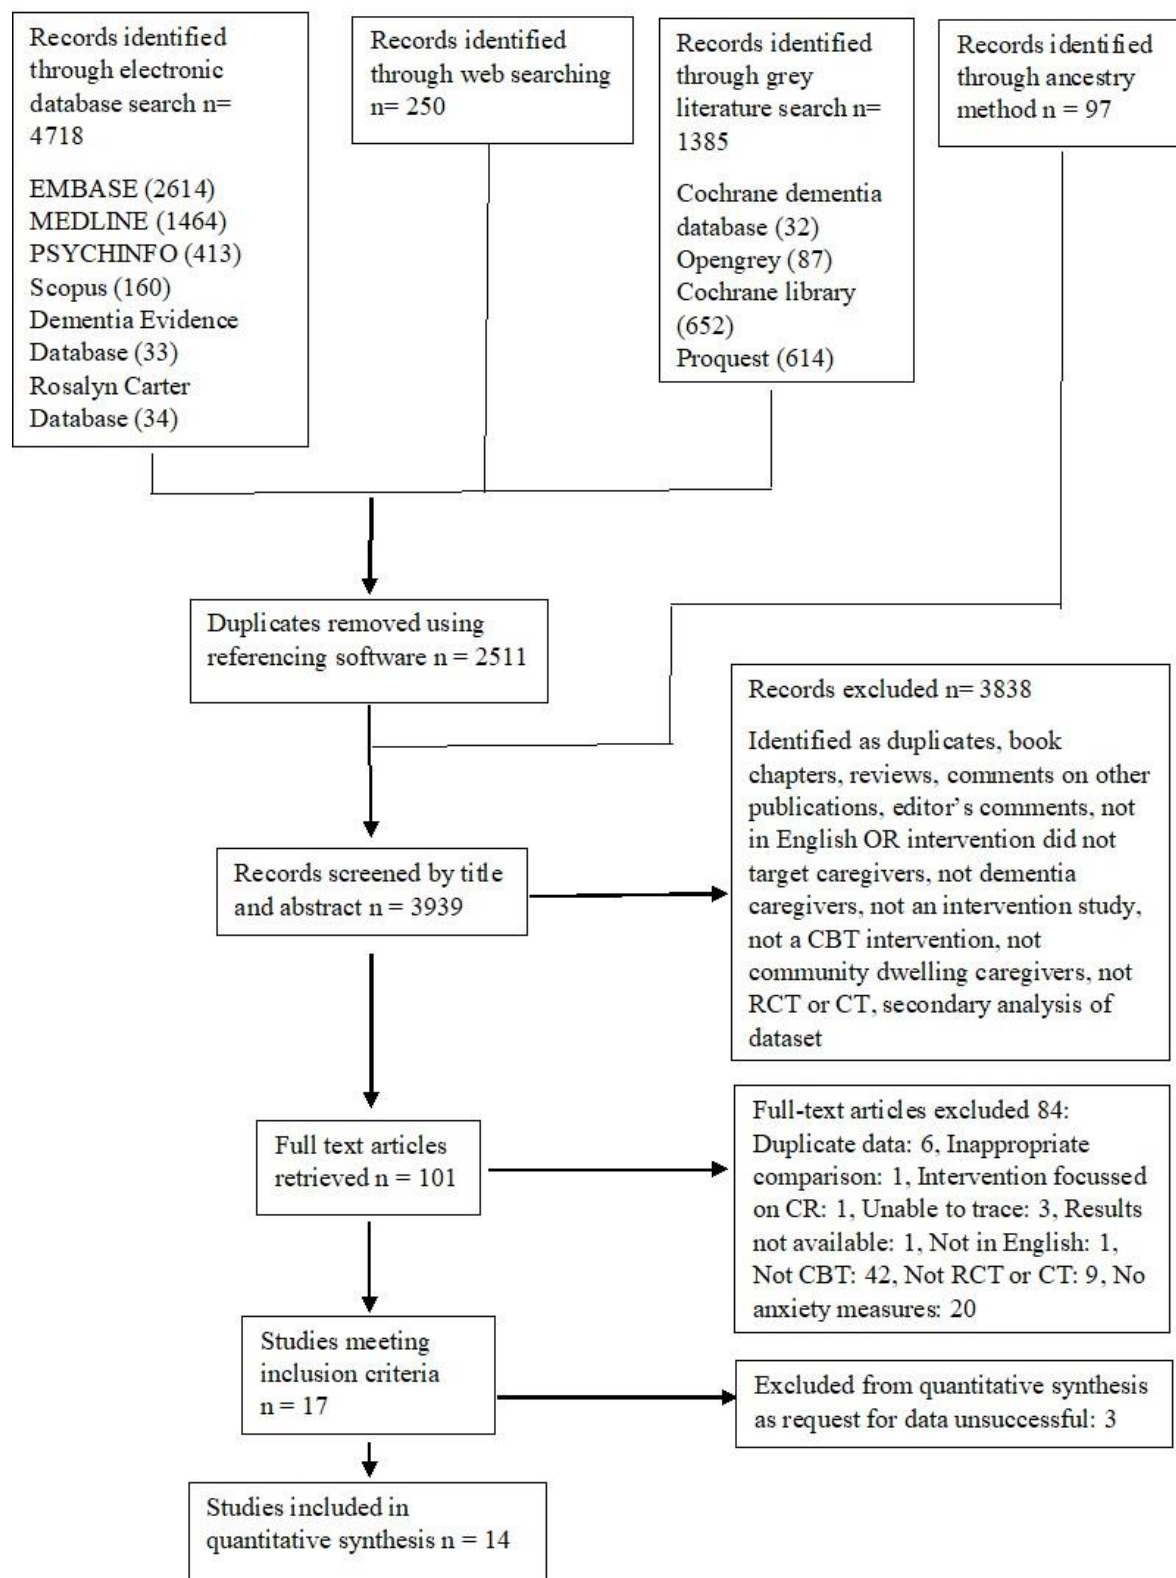 Records identified
through electronic
database search n=
4718
EMBASE (2614)
MEDLINE (1464)
PSYCHINFO (413)
Scopus (160)
Dementia Evidence
Database (33)
Rosalyn Carter
Database (34)
Records identified
through web searching
n= 250
Records identified
through grey
literature search n=
1385
Cochrane dementia
database (32)
Opengrey (87)
Cochrane library
(652)
Proquest (614)
Records identified
through ancestry
method n = 97
Duplicates removed using
referencing software n = 2511
Records screened by title
and abstract n = 3939
Records excluded n= 3838
Identified as duplicates, book
chapters, reviews, comments on other
publications, editor’s comments, not
in English OR intervention did not
target caregivers, not dementia
caregivers, not an intervention study,
not a CBT intervention, not
community dwelling caregivers, not
RCT or CT, secondary analysis of
dataset
Full text articles
retrieved n = 101
Full-text articles excluded 84:
Duplicate data: 6, Inappropriate
comparison: 1, Intervention focussed
on CR: 1, Unable to trace: 3, Results
not available: 1, Not in English: 1,
Not CBT: 42, Not RCT or CT: 9, No
anxiety measures: 20
Studies meeting
inclusion criteria
n = 17
Excluded from quantitative synthesis
as request for data unsuccessful: 3
Studies included in
quantitative synthesis n = 14